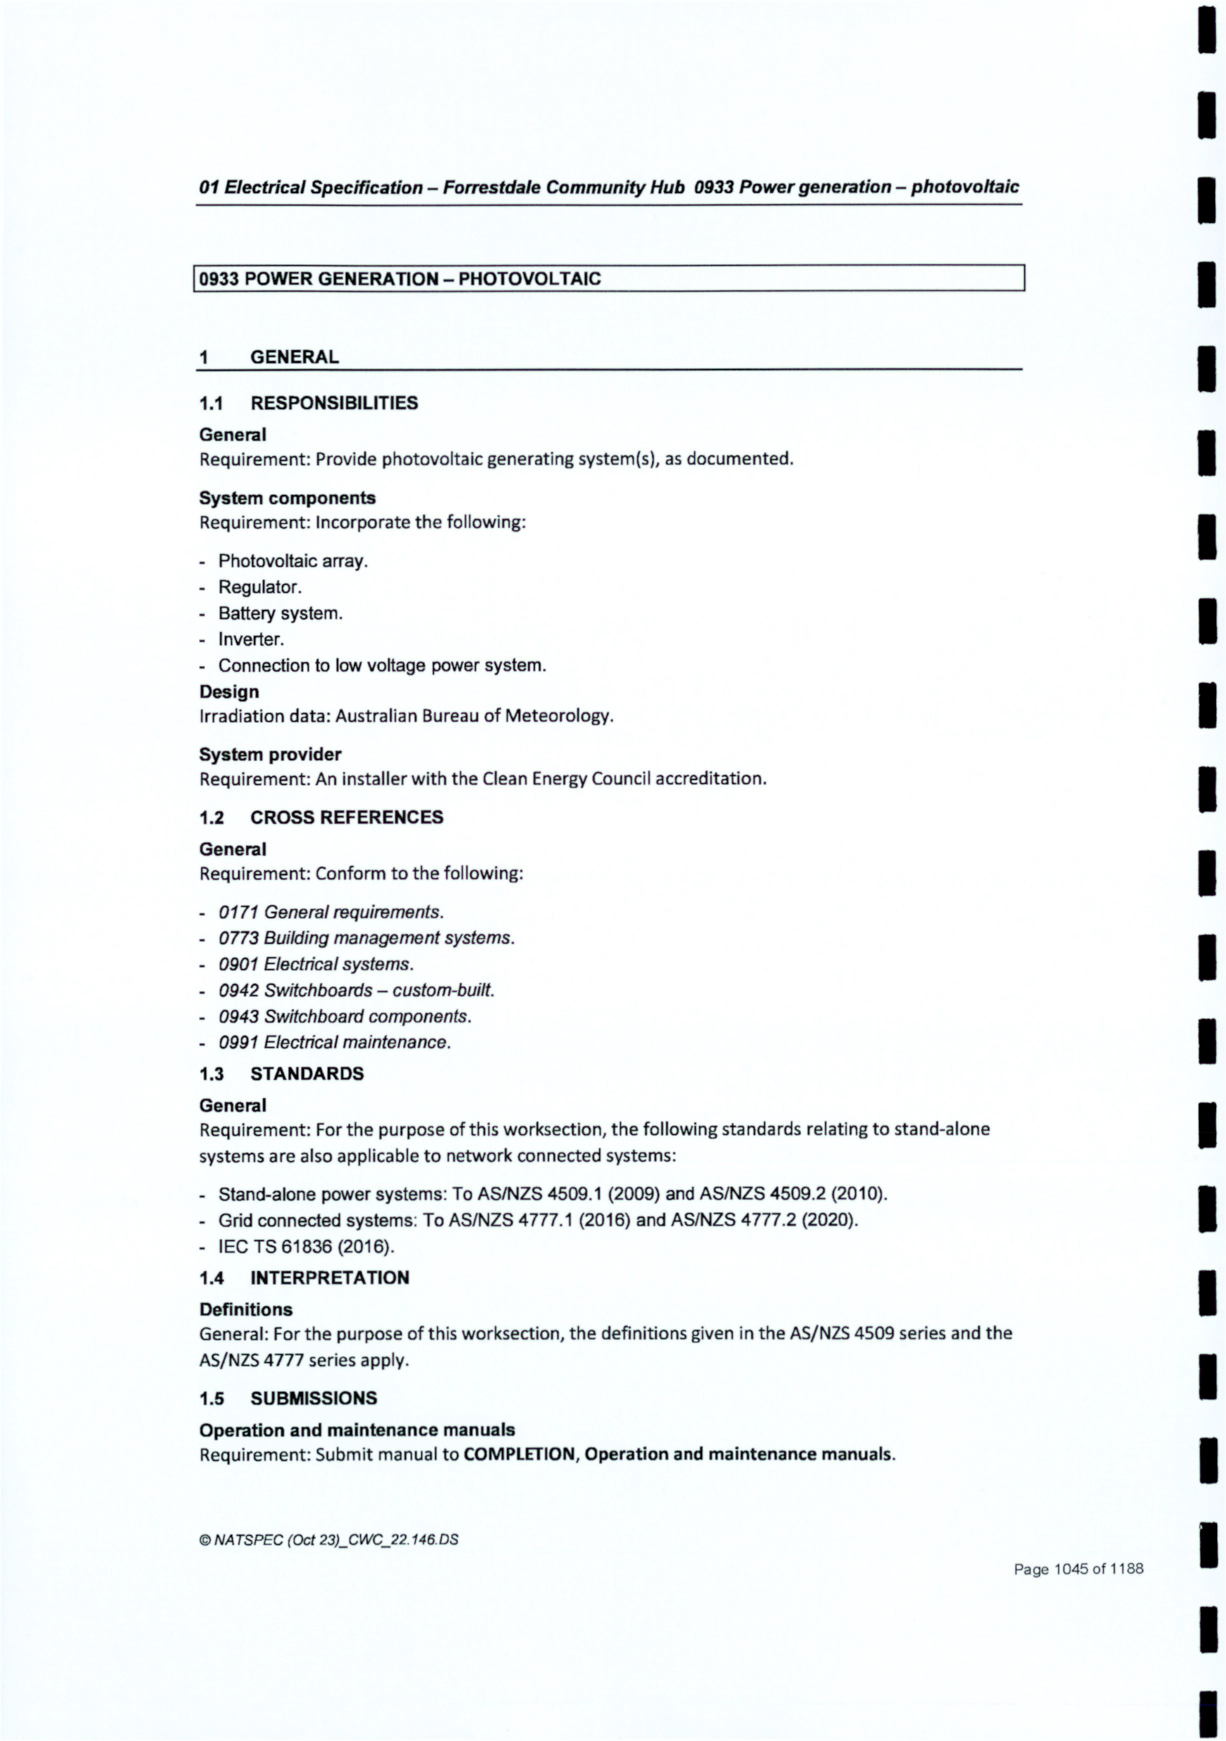 01 Electrical Specification – Forrestdale Community Hub 0933 Power generation – photovoltaic
0933 POWER GENERATION – PHOTOVOLTAIC
1 GENERAL
1.1 RESPONSIBILITIES
General
Requirement: Provide photovoltaic generating system(s), as documented.
System components
Requirement: Incorporate the following:
- Photovoltaic array.
- Regulator.
- Battery system.
- Inverter.
- Connection to low voltage power system.
Design
Irradiation data: Australian Bureau of Meteorology.
System provider
Requirement: An installer with the Clean Energy Council accreditation.
1.2 CROSS REFERENCES
General
Requirement: Conform to the following:
- 0171 General requirements.
- 0773 Building management systems.
- 0901 Electrical systems.
- 0942 Switchboards – custom-built.
- 0943 Switchboard components.
- 0991 Electrical maintenance.
1.3 STANDARDS
General
Requirement: For the purpose of this worksection, the following standards relating to stand-alone
systems are also applicable to network connected systems:
- Stand-alone power systems: To AS/NZS 4509.1 (2009) and AS/NZS 4509.2 (2010).
- Grid connected systems: To AS/NZS 4777.1 (2016) and AS/NZS 4777.2 (2020).
- IEC TS 61836 (2016).
1.4 INTERPRETATION
Definitions
General: For the purpose of this worksection, the definitions given in the AS/NZS 4509 series and the
AS/NZS 4777 series apply.
1.5 SUBMISSIONS
Operation and maintenance manuals
Requirement: Submit manual to COMPLETION, Operation and maintenance manuals.
© NATSPEC (Oct 23)_CWC_22.146.DS
Page 1045 of 1188